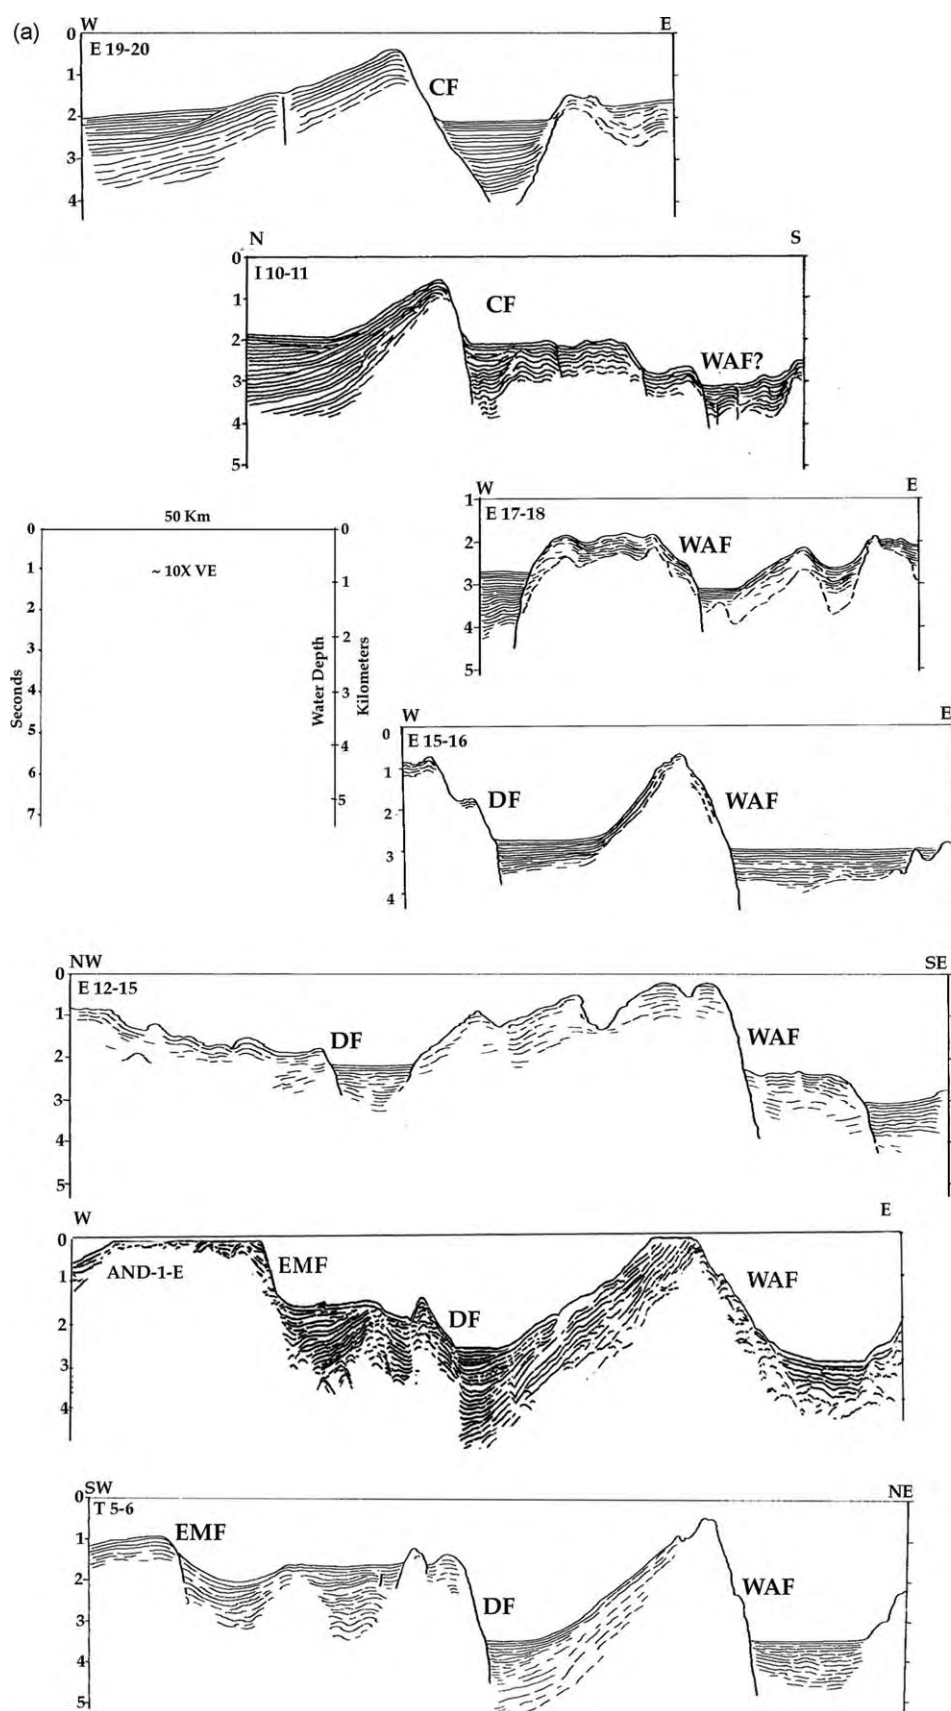 (a)
W E
E 19-20
0
1
2
3
4
CF
N S
I 10-11
0
1
2
3
4
5
CF
WAF?
W E
E 17-18
1
2
3
4
5
WAF
50 Km
~ 10X VE
0
1
2
3
4
5
6
7
Seconds
0
1
2
3
4
5
Water Depth
Kilometers
W E
E 15-16
0
1
2
3
4
DF
WAF
NW SE
E 12-15
0
1
2
3
4
5
DF
WAF
W E
AND-1-E
0
1
2
3
4
EMF
DF
WAF
SW NE
T 5-6
0
1
2
3
4
5
EMF
DF
WAF